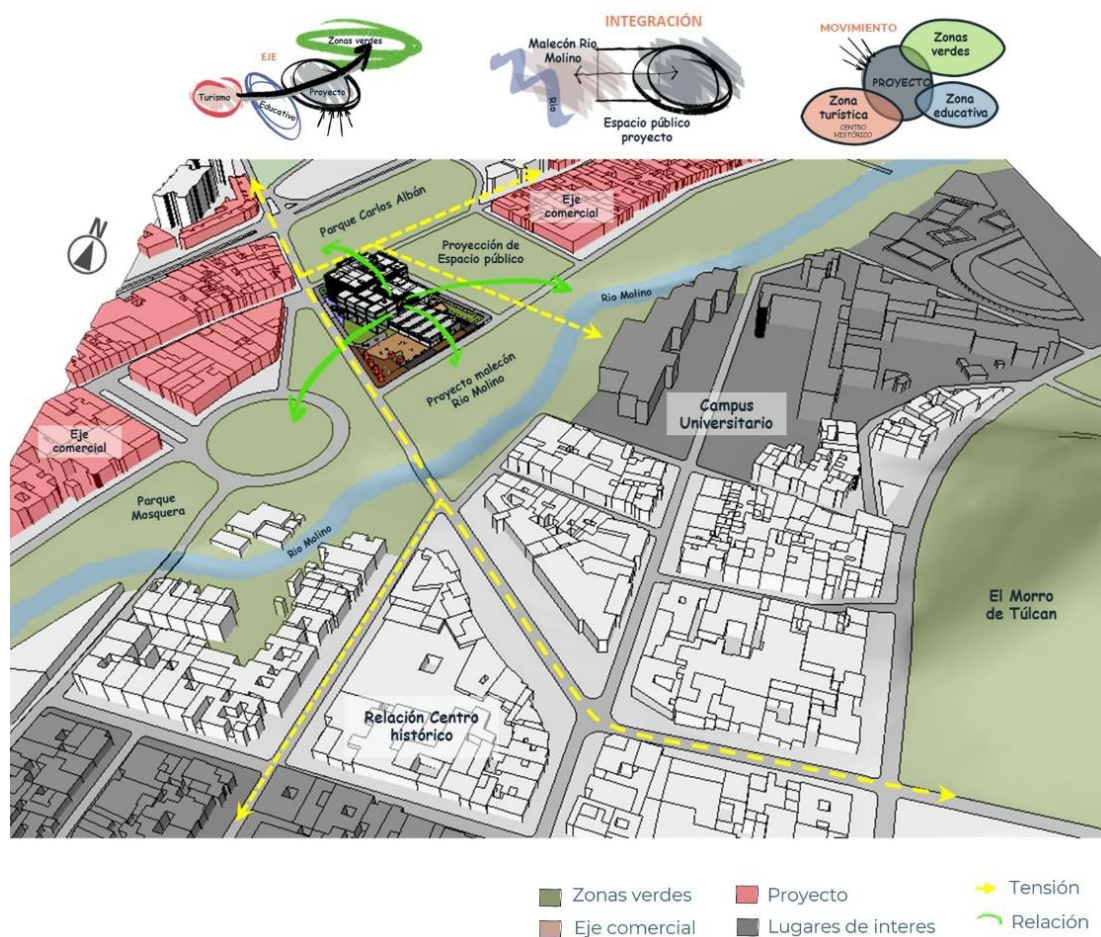 EJE
Zonas verdes
Turismo
Educativo
Proyecto
INTEGRACIÓN
Malecón Rio
Molino
Rio
Espacio público
proyecto
MOVIMIENTO
Zonas
verdes
PROYECTO
Zona
turística
CENTRO
HISTÓRICO
Zona
educativa
N
Parque Carlos Albán
Eje
comercial
Proyección de
Espacio público
Rio Molino
Proyecto malecón
Rio Molino
Campus
Universitario
Eje
comercial
Parque
Mosquera
Rio Molino
El Morro
de Túlcan
Relación Centro
histórico
Zonas verdes
Proyecto
Tensión
Eje comercial
Lugares de interes
Relación